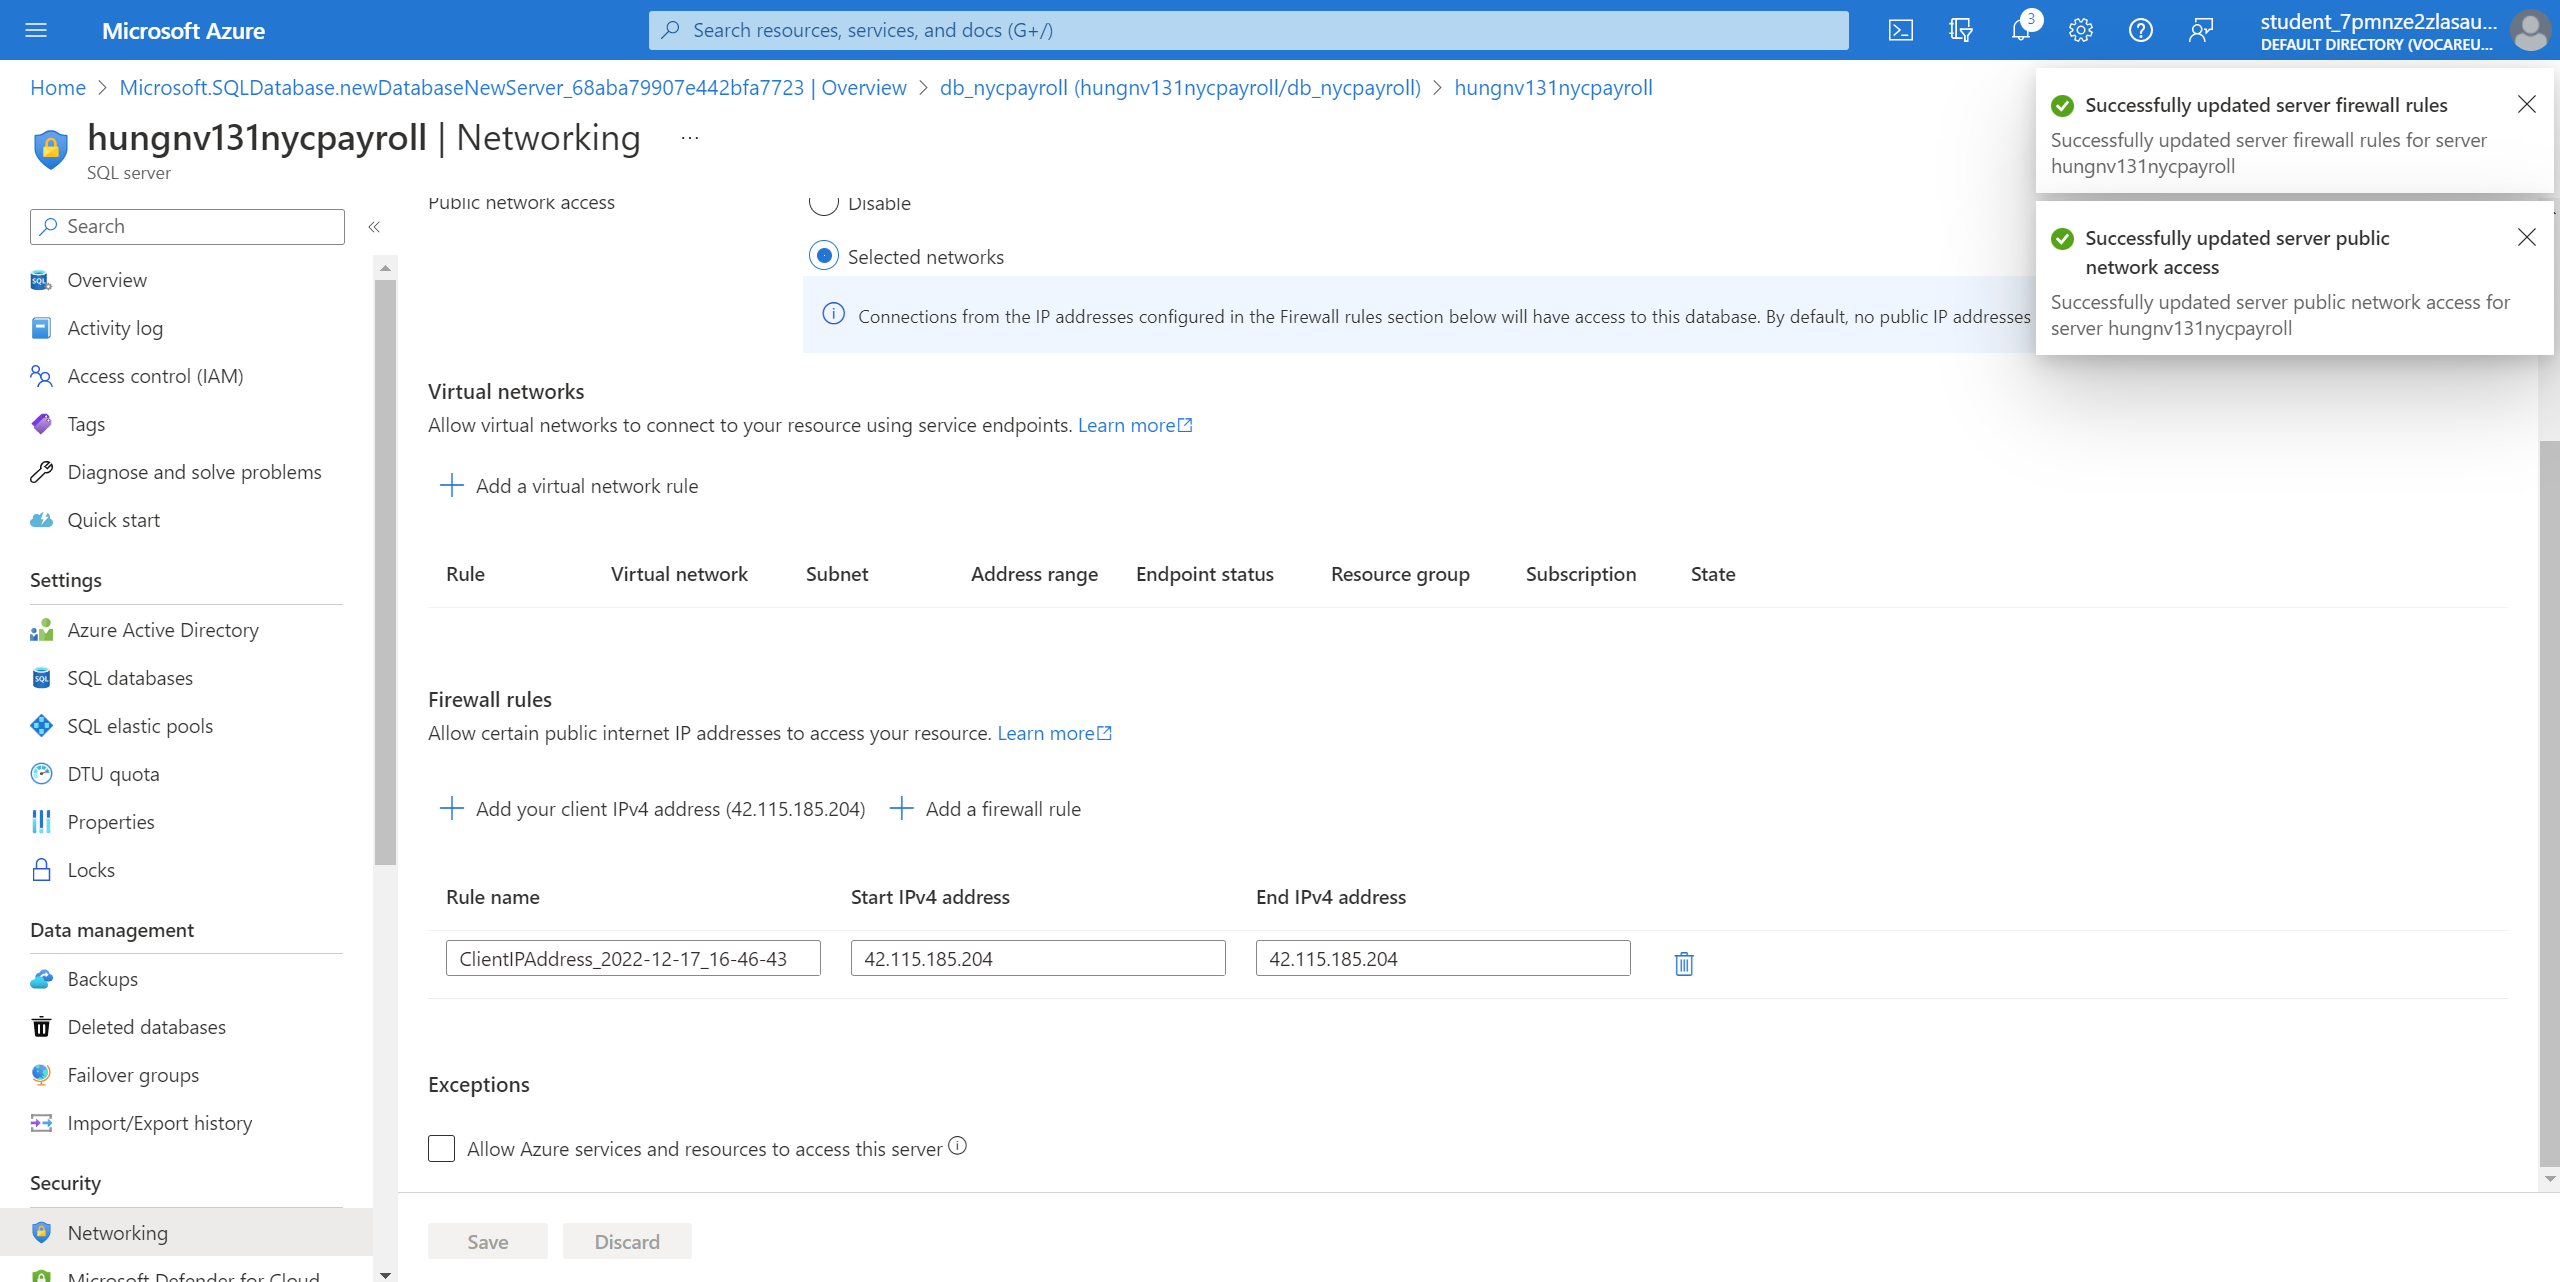 Microsoft Azure
Search resources, services, and docs (G+/)
3
student_7pmnze2zlasau...
DEFAULT DIRECTORY (VOCAREU...
Home > Microsoft.SQLDatabase.newDatabaseNewServer_68aba79907e442bfa7723 | Overview > db_nycpayroll (hungnv131nycpayroll/db_nycpayroll) > hungnv131nycpayroll
hungnv131nycpayroll | Networking ...
SQL server
Successfully updated server firewall rules
Successfully updated server firewall rules for server
hungnv131nycpayroll
Successfully updated server public
network access
Successfully updated server public network access for
server hungnv131nycpayroll
Search
«
Overview
Activity log
Access control (IAM)
Tags
Diagnose and solve problems
Quick start
Settings
Azure Active Directory
SQL databases
SQL elastic pools
DTU quota
Properties
Locks
Data management
Backups
Deleted databases
Failover groups
Import/Export history
Security
Networking
Microsoft Defender for Cloud
Public network access
Disable
Selected networks
Connections from the IP addresses configured in the Firewall rules section below will have access to this database. By default, no public IP addresses
Virtual networks
Allow virtual networks to connect to your resource using service endpoints. Learn more
Add a virtual network rule
Rule Virtual network Subnet Address range Endpoint status Resource group Subscription State
Firewall rules
Allow certain public internet IP addresses to access your resource. Learn more
Add your client IPv4 address (42.115.185.204) Add a firewall rule
Rule name Start IPv4 address End IPv4 address
ClientIPAddress_2022-12-17_16-46-43 42.115.185.204 42.115.185.204
Exceptions
Allow Azure services and resources to access this server
Save Discard